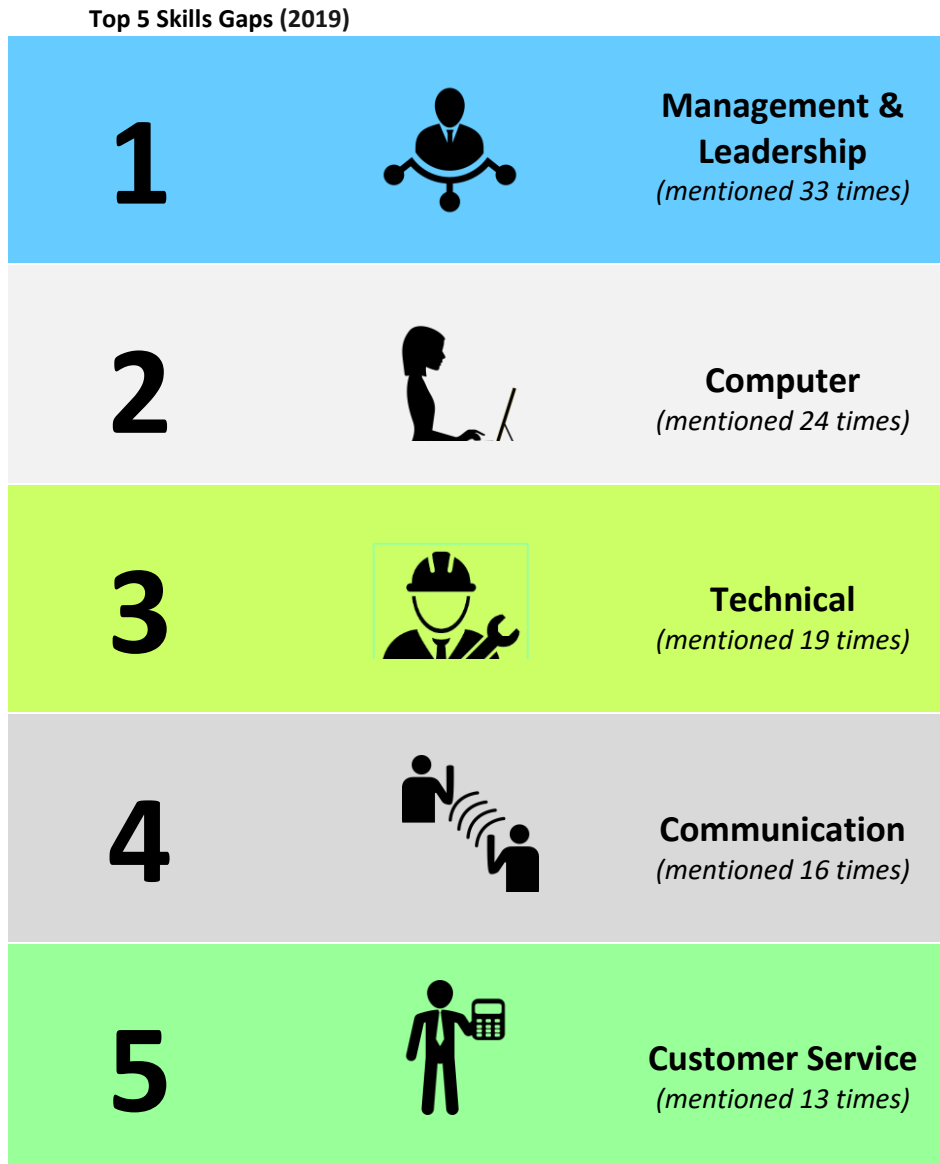 Top 5 Skills Gaps (2019)
1
Management &
Leadership
(mentioned 33 times)
2
Computer
(mentioned 24 times)
3
Technical
(mentioned 19 times)
4
Communication
(mentioned 16 times)
5
Customer Service
(mentioned 13 times)